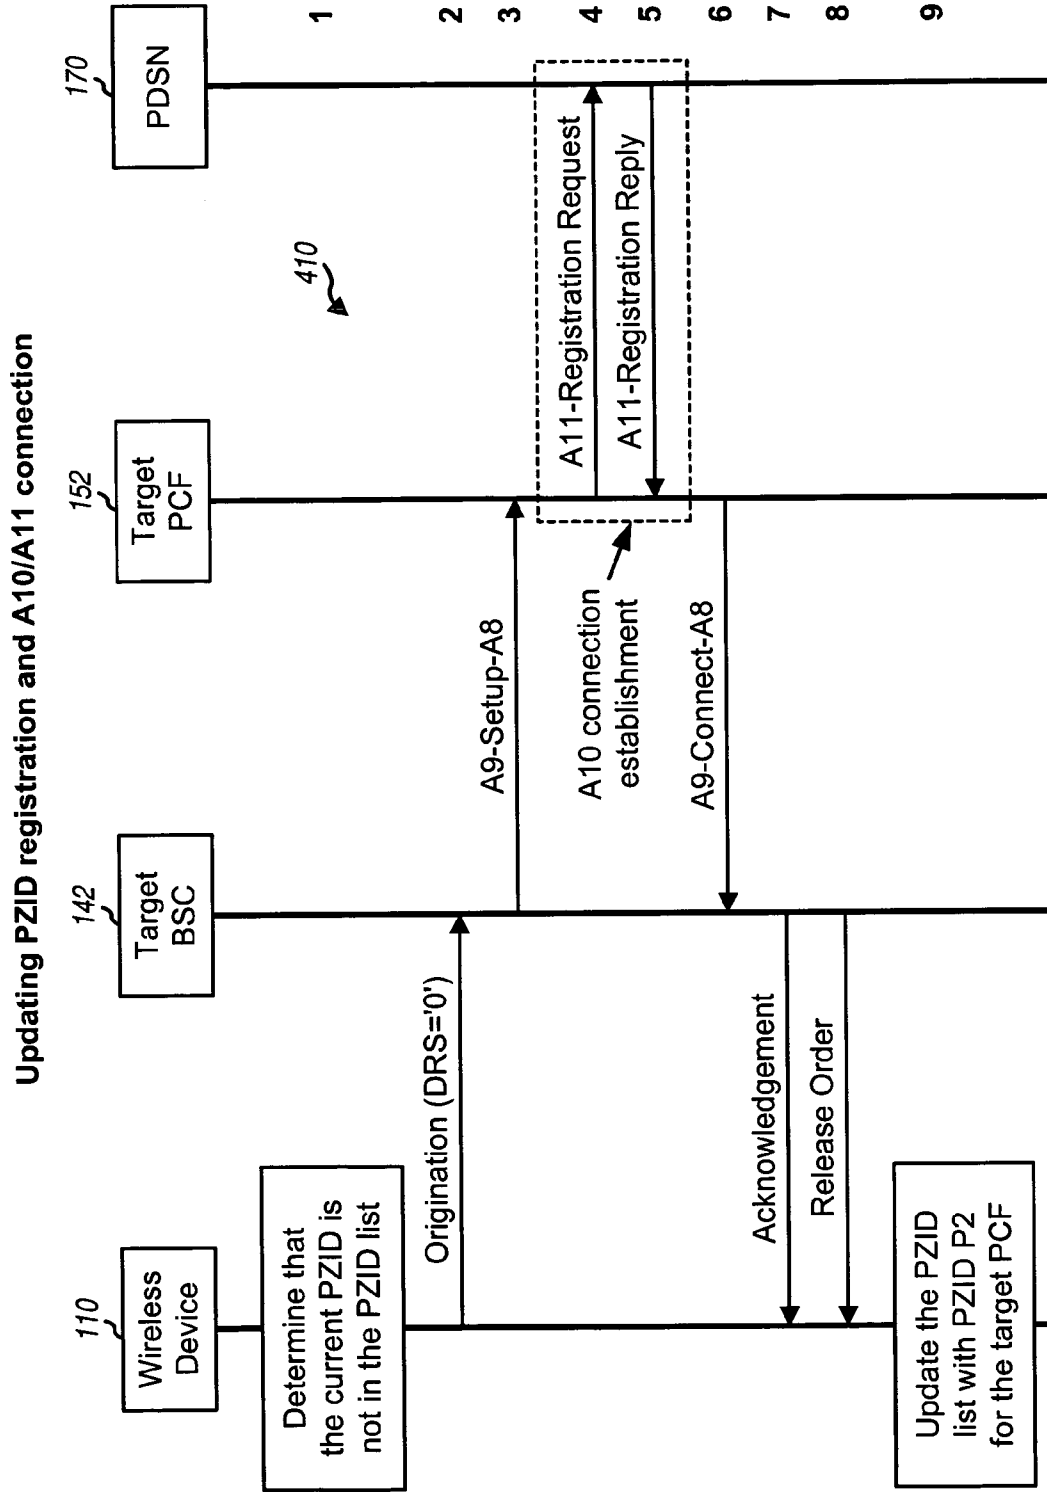 Updating PZID registration and A10/A11 connection
110
142
152
170
Wireless
Device
Target
BSC
Target
PCF
PDSN
410
Determine that
the current PZID is
not in the PZID list
1
Origination (DRS='0')
2
A9-Setup-A8
3
A11-Registration Request
4
A10 connection
establishment
A11-Registration Reply
5
A9-Connect-A8
6
Acknowledgement
7
Release Order
8
Update the PZID
list with PZID P2
for the target PCF
9